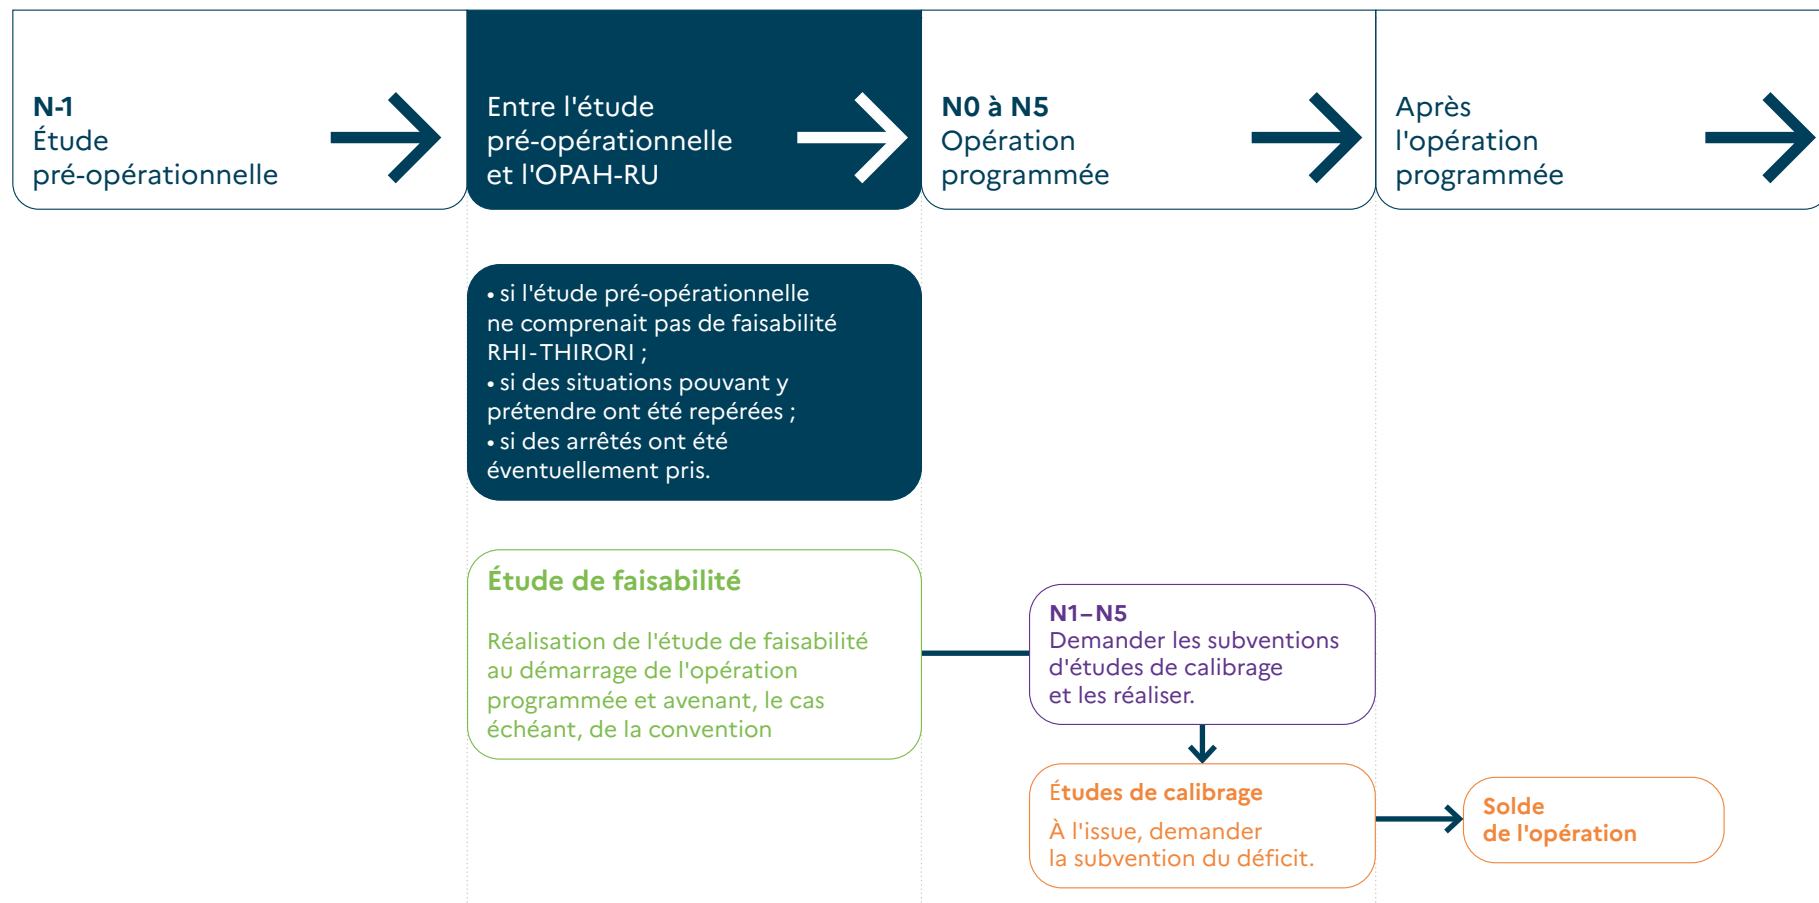 N-1
Étude
pré-opérationnelle
Entre l'étude
pré-opérationnelle
et l'OPAH-RU
N0 à N5
Opération
programmée
Après
l'opération
programmée
• si l'étude pré-opérationnelle
ne comprenait pas de faisabilité
RHI-THIRORI ;
• si des situations pouvant y
prétendre ont été repérées ;
• si des arrêtés ont été
éventuellement pris.
Étude de faisabilité
Réalisation de l'étude de faisabilité
au démarrage de l'opération
programmée et avenant, le cas
échéant, de la convention
N1–N5
Demander les subventions
d'études de calibrage
et les réaliser.
Études de calibrage
À l'issue, demander
la subvention du déficit.
Solde
de l'opération